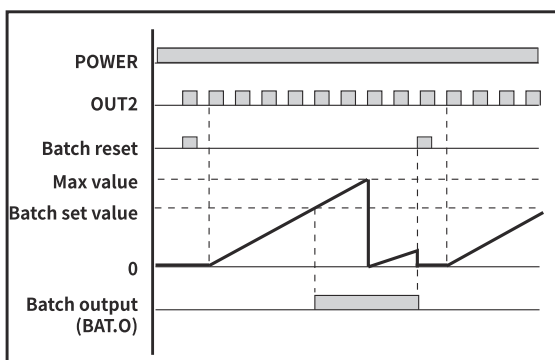 POWER
OUT2
Batch reset
Max value
Batch set value
0
Batch output
(BAT.O)